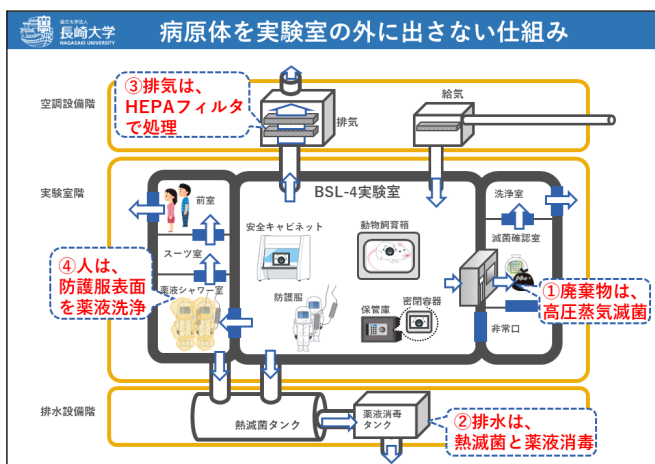 国立大学法人
長崎大学
NAGASAKI UNIVERSITY
病原体を実験室の外に出さない仕組み
空調設備階
③排気は、
HEPAフィルタ
で処理
排気
給気
実験室階
BSL-4実験室
前室
スーツ室
薬液シャワー室
④人は、
防護服表面
を薬液洗浄
安全キャビネット
動物飼育箱
防護服
保管庫
密閉容器
洗浄室
滅菌確認室
①廃棄物は、
高圧蒸気滅菌
非常口
排水設備階
熱滅菌タンク
薬液消毒
タンク
②排水は、
熱滅菌と薬液消毒